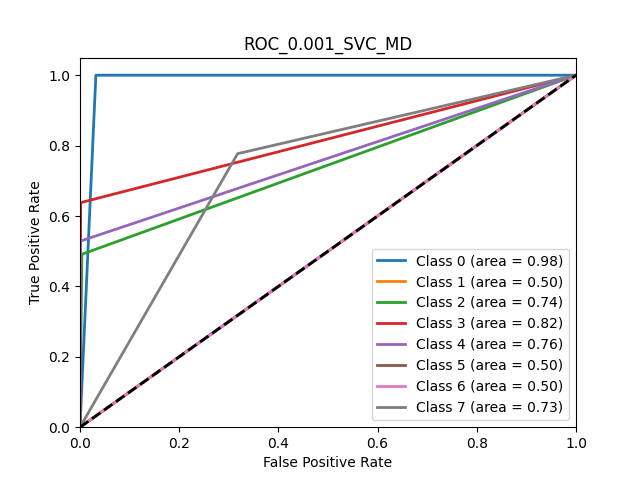 ROC_0.001_SVC_MD
1.0
0.8
0.6
0.4
0.2
0.0
True Positive Rate
0.0 0.2 0.4 0.6 0.8 1.0
False Positive Rate
Class 0 (area = 0.98)
Class 1 (area = 0.50)
Class 2 (area = 0.74)
Class 3 (area = 0.82)
Class 4 (area = 0.76)
Class 5 (area = 0.50)
Class 6 (area = 0.50)
Class 7 (area = 0.73)